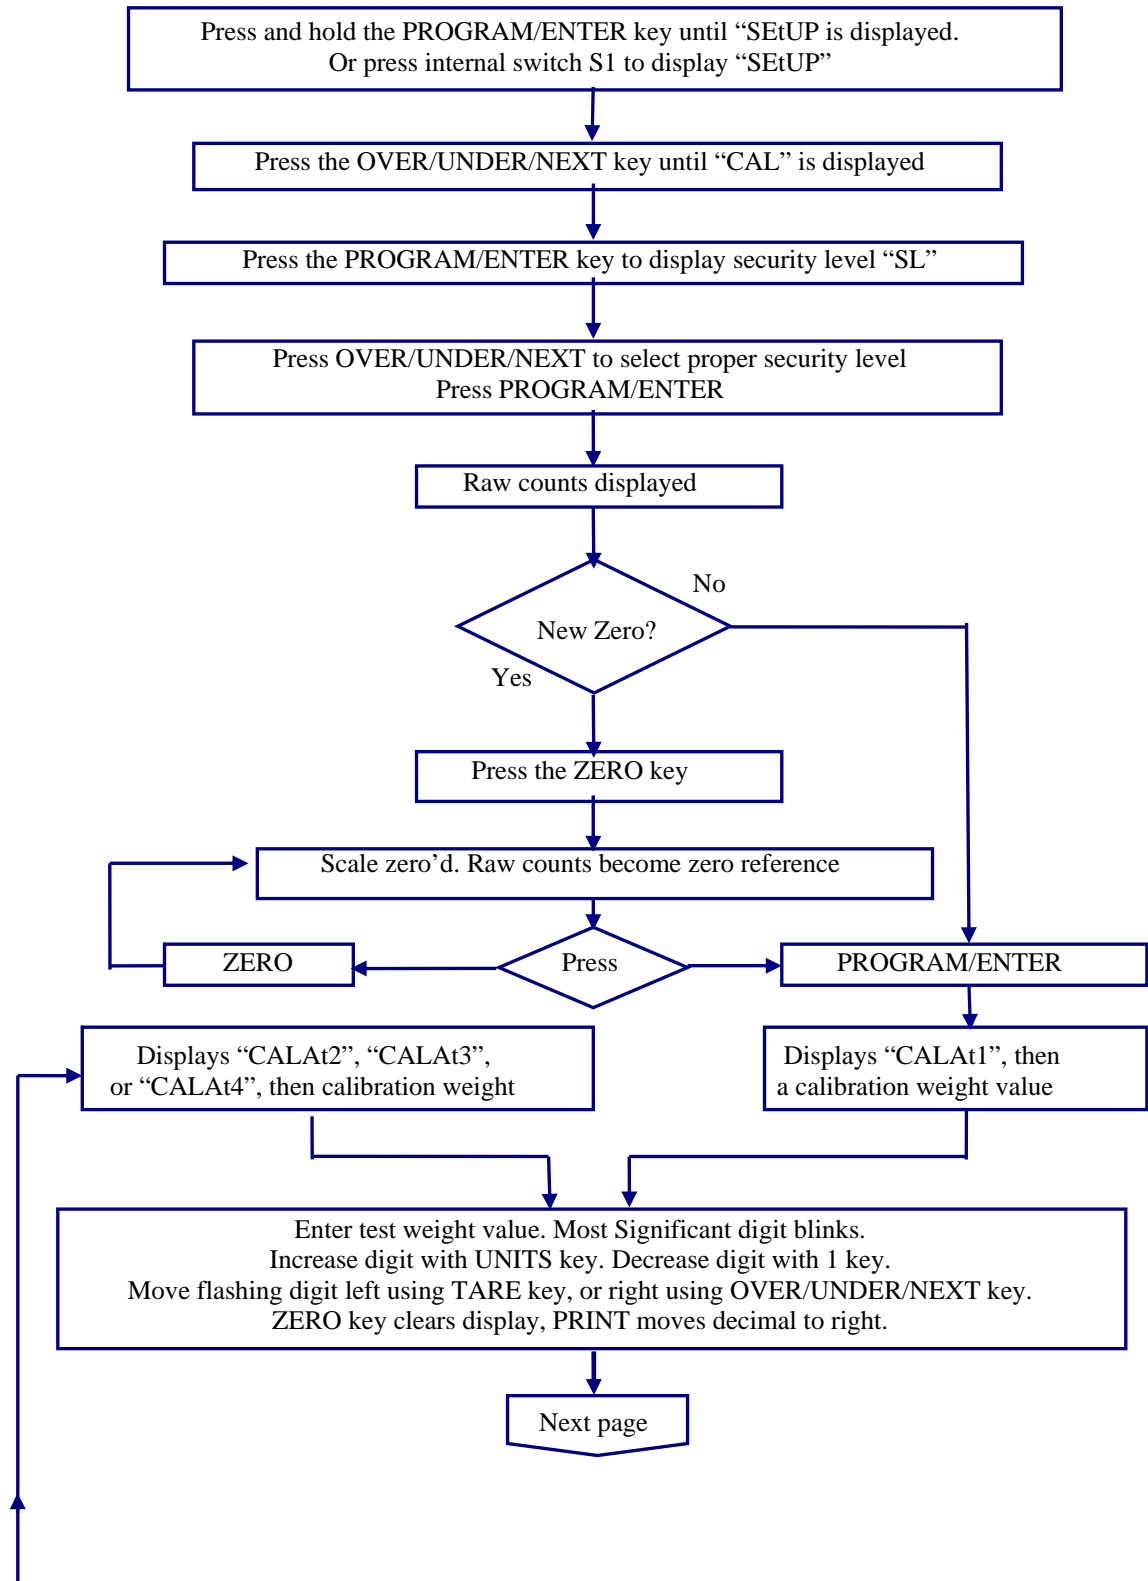 Press and hold the PROGRAM/ENTER key until “SEtUP is displayed.
Or press internal switch S1 to display “SEtUP”
Press the OVER/UNDER/NEXT key until “CAL” is displayed
Press the PROGRAM/ENTER key to display security level “SL”
Press OVER/UNDER/NEXT to select proper security level
Press PROGRAM/ENTER
Raw counts displayed
No
New Zero?
Yes
Press the ZERO key
Scale zero’d. Raw counts become zero reference
ZERO
Press
PROGRAM/ENTER
Displays “CALAt2”, “CALAt3”,
or “CALAt4”, then calibration weight
Displays “CALAt1”, then
a calibration weight value
Enter test weight value. Most Significant digit blinks.
Increase digit with UNITS key. Decrease digit with 1 key.
Move flashing digit left using TARE key, or right using OVER/UNDER/NEXT key.
ZERO key clears display, PRINT moves decimal to right.
Next page